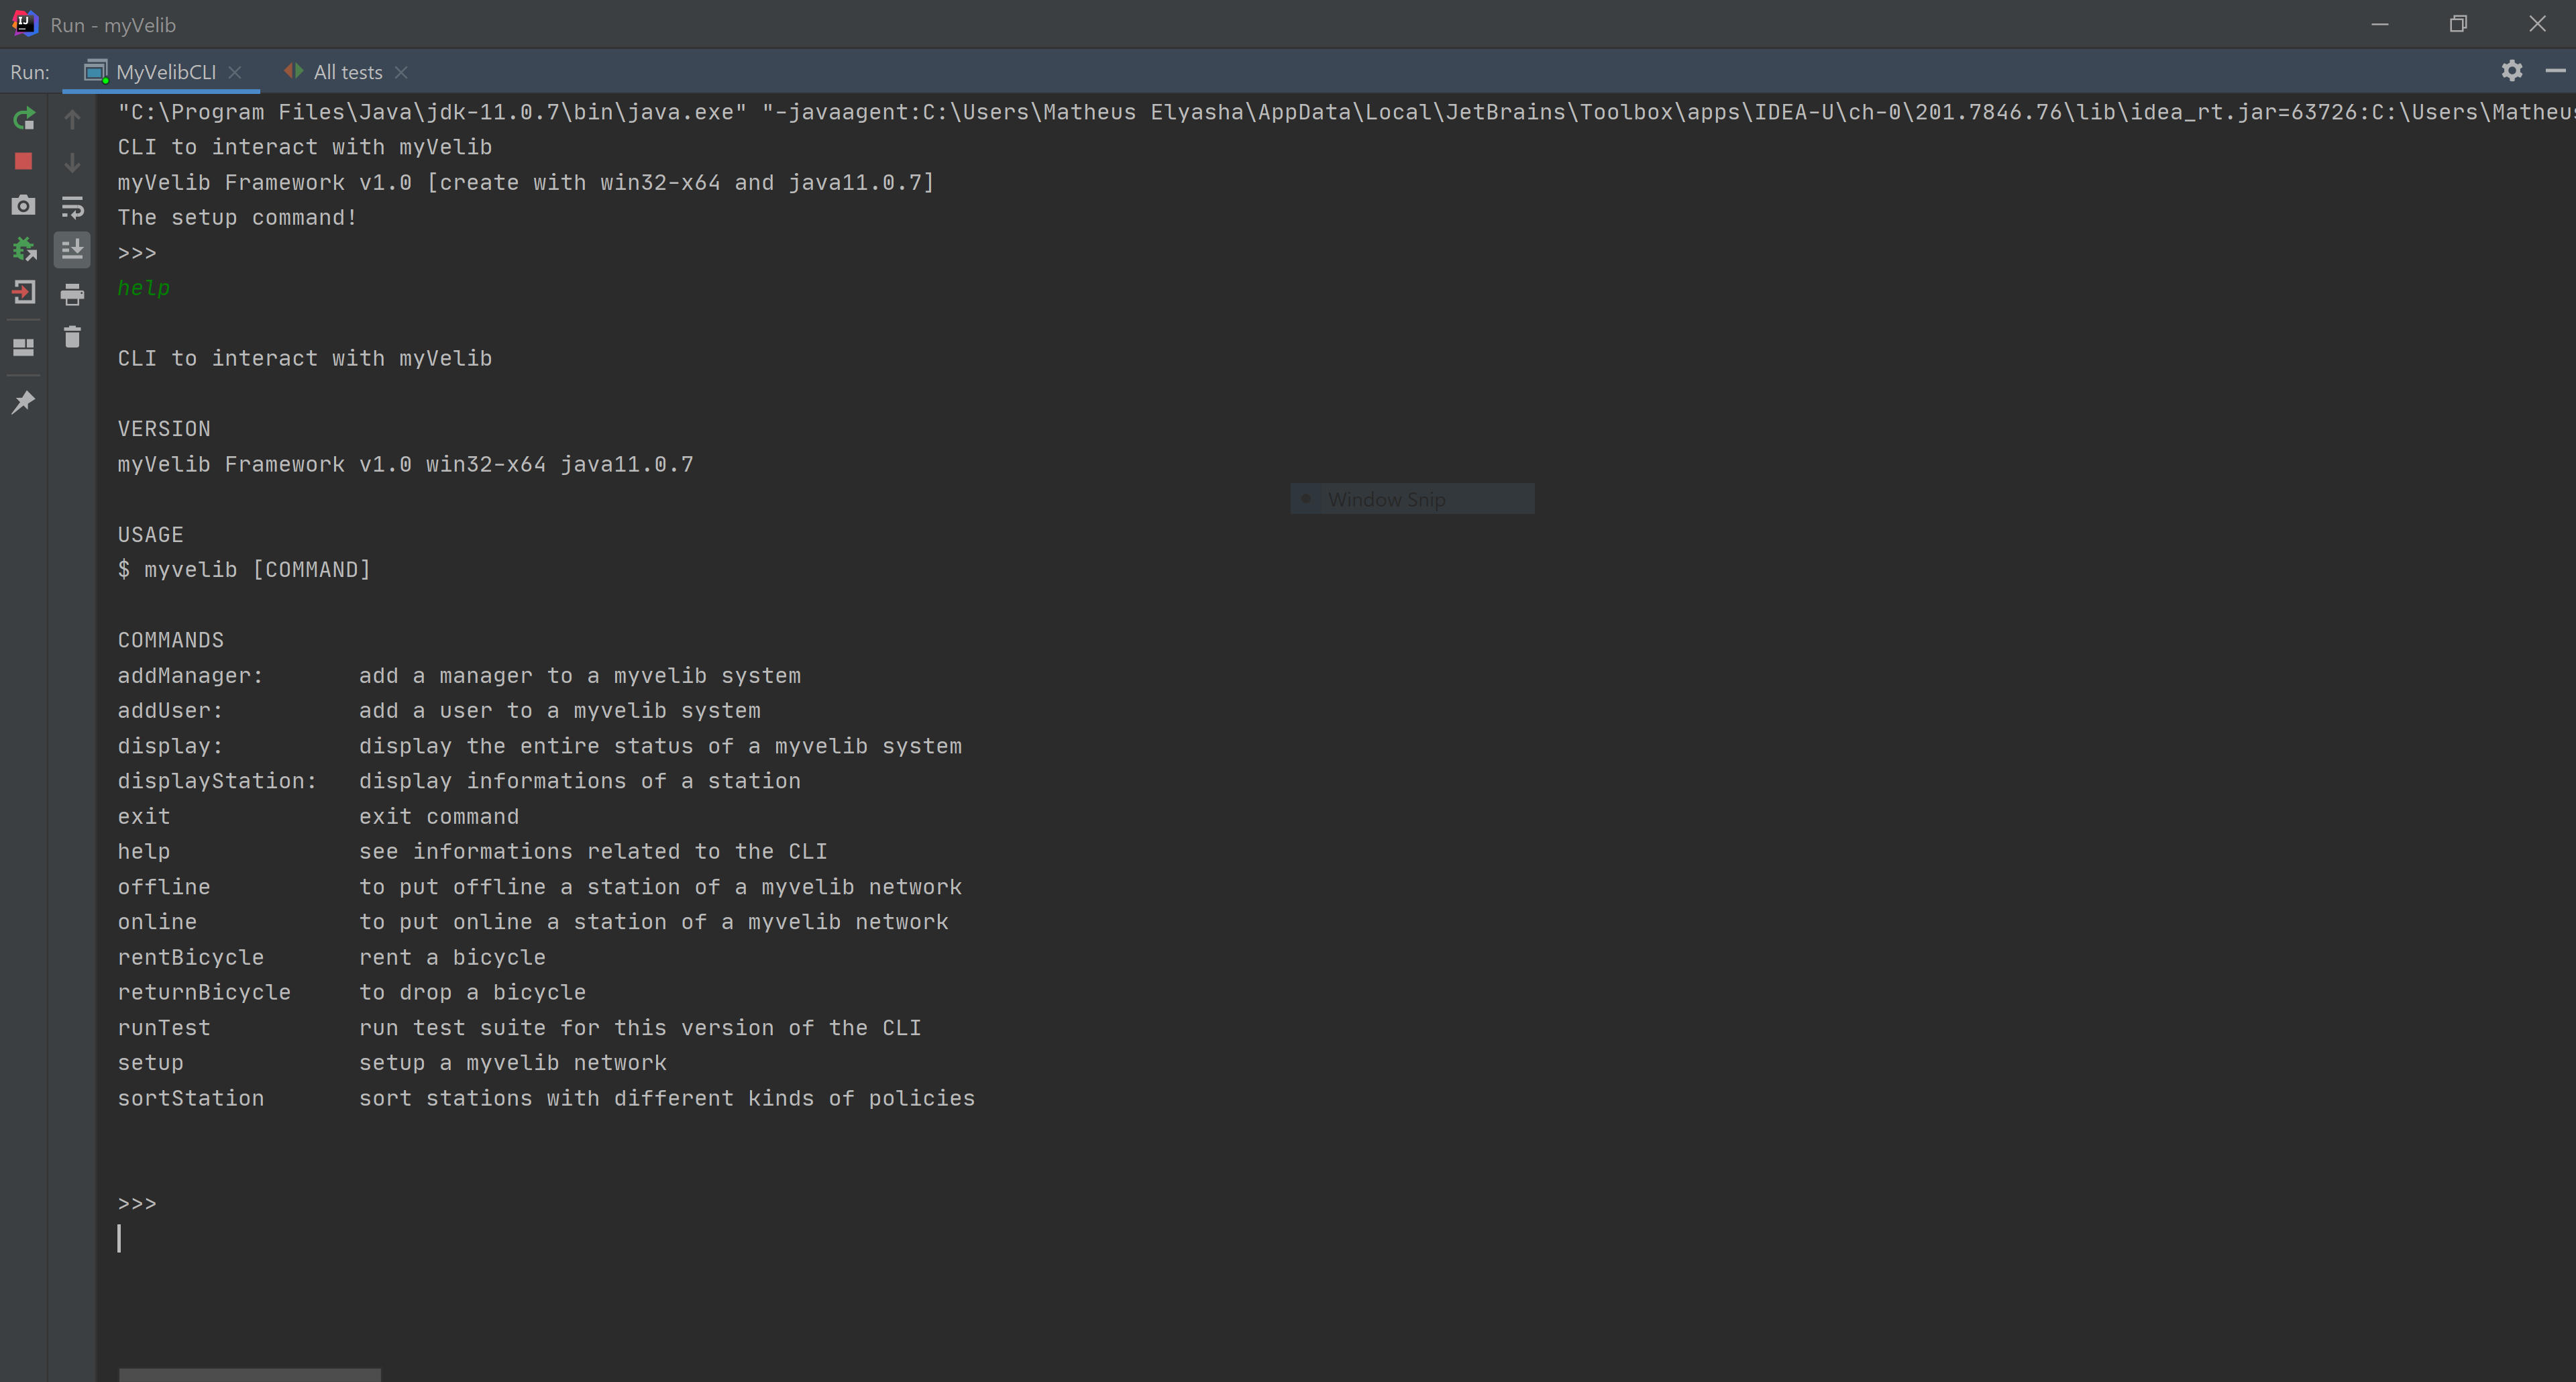 Run - myVelib
Run: MyVelibCLI All tests
"C:\Program Files\Java\jdk-11.0.7\bin\java.exe" "-javaagent:C:\Users\Matheus Elyasha\AppData\Local\JetBrains\Toolbox\apps\IDEA-U\ch-0\201.7846.76\lib\idea_rt.jar=63726:C:\Users\Matheus
CLI to interact with myVelib
myVelib Framework v1.0 [create with win32-x64 and java11.0.7]
The setup command!
>>>
help
CLI to interact with myVelib
VERSION
myVelib Framework v1.0 win32-x64 java11.0.7
Window Snip
USAGE
$ myvelib [COMMAND]
COMMANDS
addManager: add a manager to a myvelib system
addUser: add a user to a myvelib system
display: display the entire status of a myvelib system
displayStation: display informations of a station
exit exit command
help see informations related to the CLI
offline to put offline a station of a myvelib network
online to put online a station of a myvelib network
rentBicycle rent a bicycle
returnBicycle to drop a bicycle
runTest run test suite for this version of the CLI
setup setup a myvelib network
sortStation sort stations with different kinds of policies
>>>